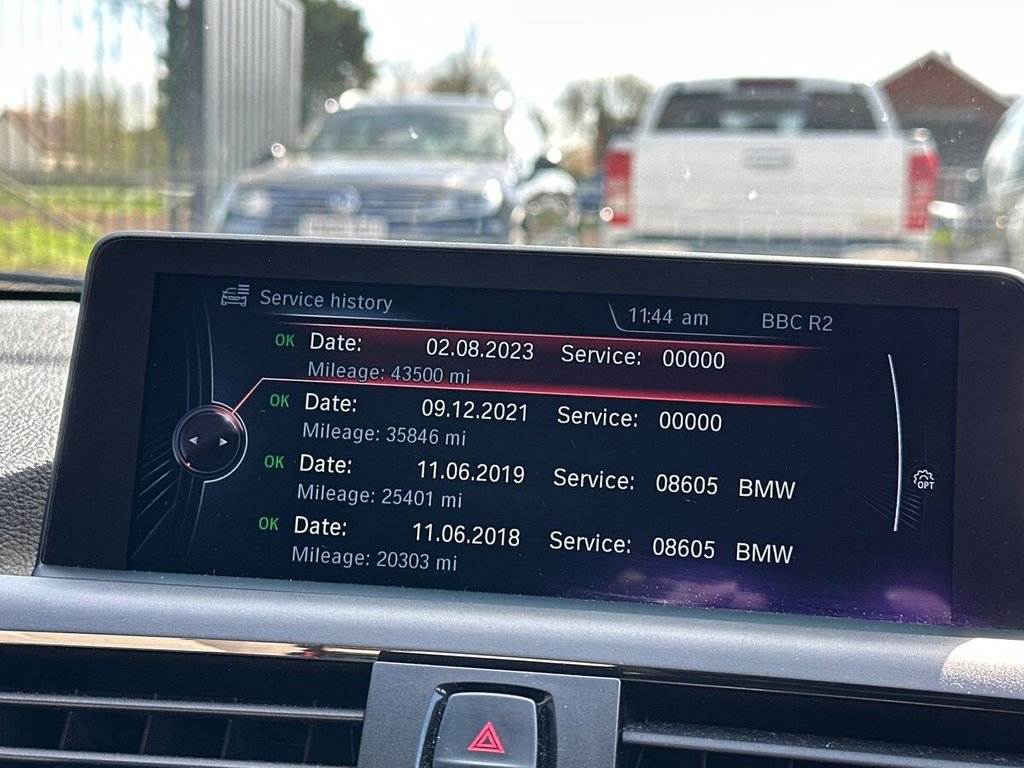 Service history
11:44 am
BBC R2
OK Date: 02.08.2023 Service: 00000
Mileage: 43500 mi
OK Date: 09.12.2021 Service: 00000
Mileage: 35846 mi
OK Date: 11.06.2019 Service: 08605 BMW
Mileage: 25401 mi
OK Date: 11.06.2018 Service: 08605 BMW
Mileage: 20303 mi
OPT